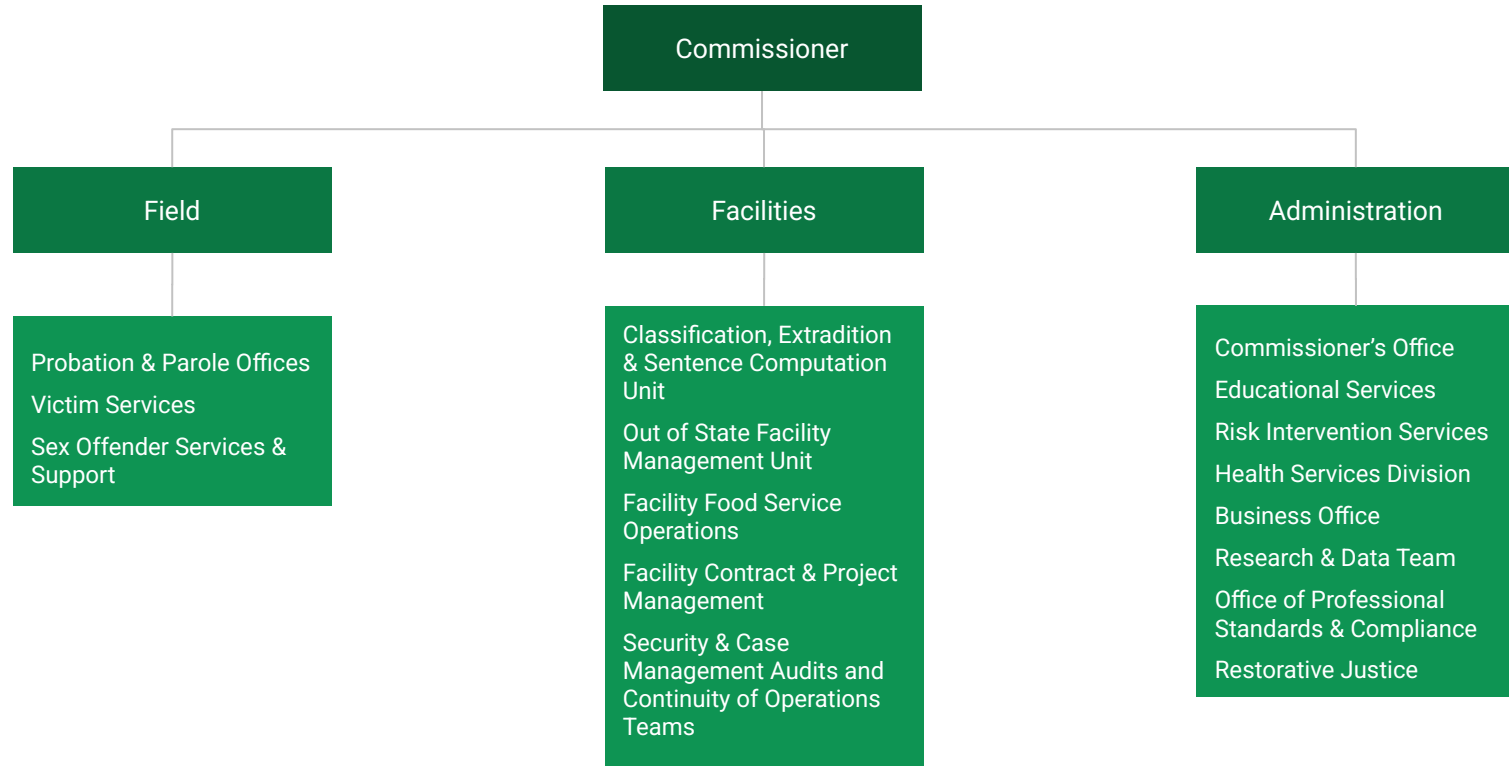 Commissioner
Field
Facilities
Administration
Probation & Parole Offices
Victim Services
Sex Offender Services &
Support
Classification, Extradition
& Sentence Computation
Unit
Out of State Facility
Management Unit
Facility Food Service
Operations
Facility Contract & Project
Management
Security & Case
Management Audits and
Continuity of Operations
Teams
Commissioner’s Office
Educational Services
Risk Intervention Services
Health Services Division
Business Office
Research & Data Team
Office of Professional
Standards & Compliance
Restorative Justice